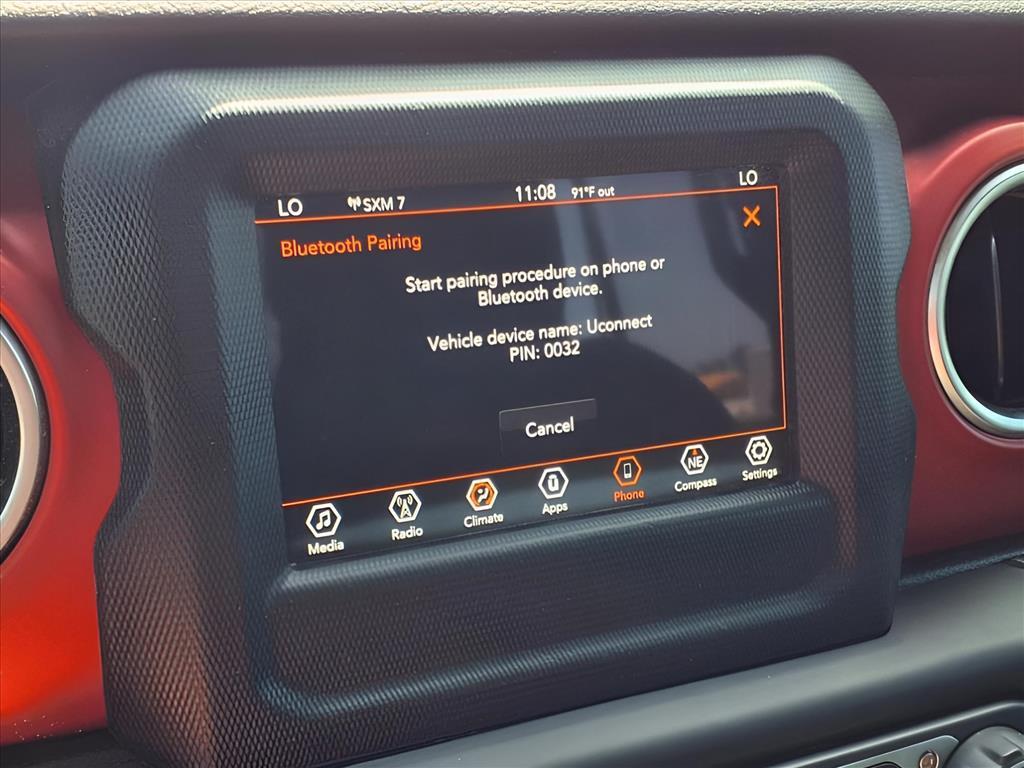 LO SXM 7 11:08 91°F out LO
Bluetooth Pairing
Start pairing procedure on phone or
Bluetooth device.
Vehicle device name: Uconnect
PIN: 0032
Cancel
Media Radio Climate Apps Phone NE Compass Settings